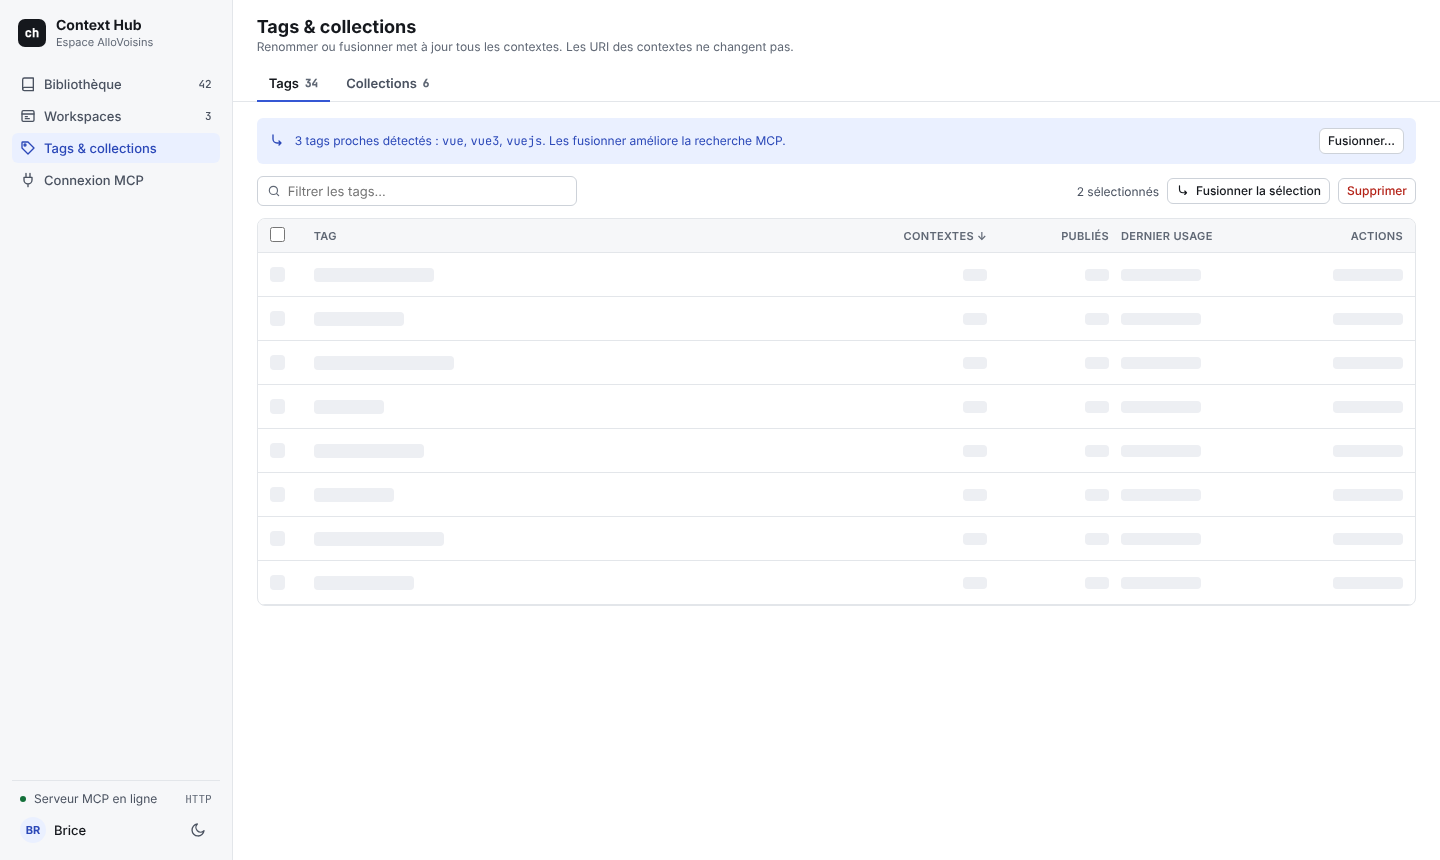 ch
Context Hub
Espace AlloVoisins
Bibliothèque 42
Workspaces 3
Tags & collections
Connexion MCP
Serveur MCP en ligne HTTP
BR Brice
Tags & collections
Renommer ou fusionner met à jour tous les contextes. Les URI des contextes ne changent pas.
Tags 34 Collections 6
3 tags proches détectés : vue, vue3, vuejs. Les fusionner améliore la recherche MCP. Fusionner...
Filtrer les tags... 2 sélectionnés Fusionner la sélection Supprimer
TAG CONTEXTES ↓ PUBLIÉS DERNIER USAGE ACTIONS